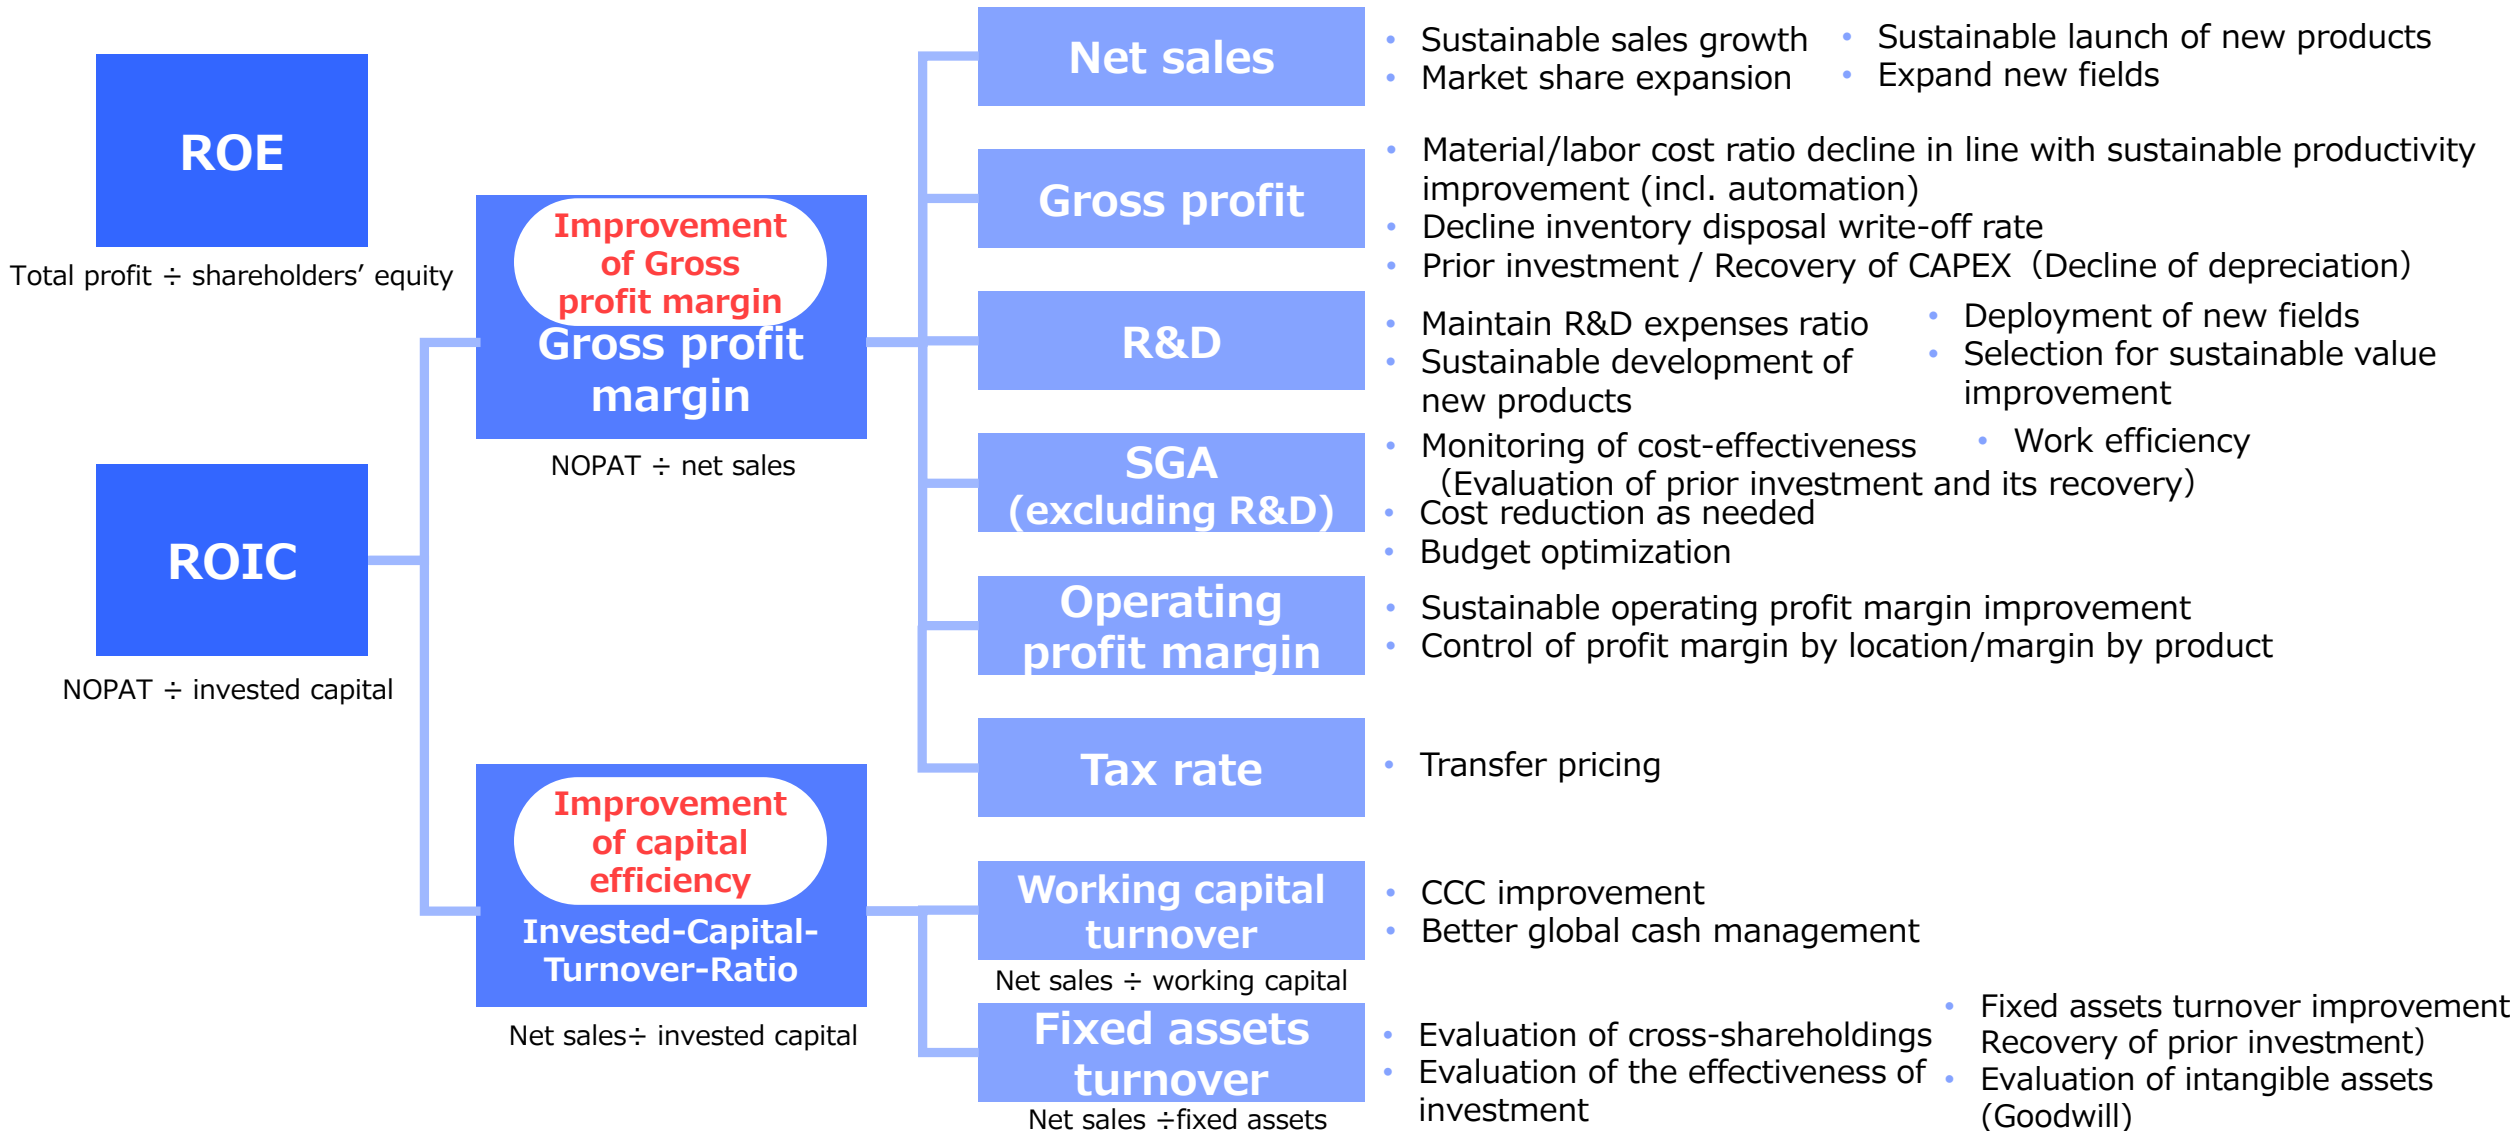 ROE
Total profit ÷ shareholders’ equity
ROIC
NOPAT ÷ invested capital
Improvement
of Gross
profit margin
Gross profit
margin
NOPAT ÷ net sales
Improvement
of capital
efficiency
Invested-Capital-
Turnover-Ratio
Net sales÷ invested capital
Net sales
• Sustainable sales growth
• Market share expansion
• Sustainable launch of new products
• Expand new fields
Gross profit
• Material/labor cost ratio decline in line with sustainable productivity
improvement (incl. automation)
• Decline inventory disposal write-off rate
• Prior investment / Recovery of CAPEX（Decline of depreciation）
R&D
• Maintain R&D expenses ratio
• Sustainable development of
new products
• Deployment of new fields
• Selection for sustainable value
improvement
SGA
(excluding R&D)
• Monitoring of cost-effectiveness
（Evaluation of prior investment and its recovery）
• Cost reduction as needed
• Budget optimization
• Work efficiency
Operating
profit margin
• Sustainable operating profit margin improvement
• Control of profit margin by location/margin by product
Tax rate
• Transfer pricing
Working capital
turnover
Net sales ÷ working capital
• CCC improvement
• Better global cash management
Fixed assets
turnover
Net sales ÷fixed assets
• Evaluation of cross-shareholdings
• Evaluation of the effectiveness of
investment
• Fixed assets turnover improvement
Recovery of prior investment）
• Evaluation of intangible assets
(Goodwill)